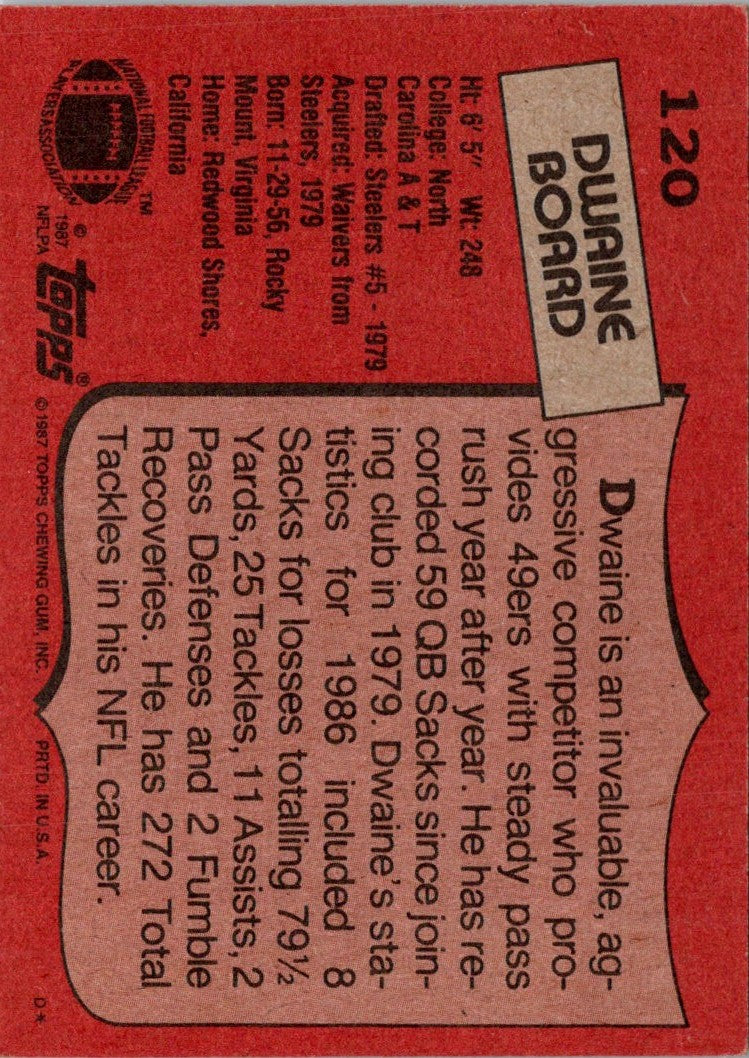 120
DWAINE
BOARD
Ht: 6' 5" Wt: 248
College: North
Carolina A & T
Drafted: Steelers #5 - 1979
Acquired: Waivers from
Steelers, 1979
Born: 11-29-56, Rocky
Mount, Virginia
Home: Redwood Shores,
California
NATIONAL FOOTBALL LEAGUE
PLAYERS ASSOCIATION
™
© 1987
NFLPA
topps®
Dwaine is an invaluable, ag-
gressive competitor who pro-
vides 49ers with steady pass
rush year after year. He has re-
corded 59 QB Sacks since join-
ing club in 1979. Dwaine's sta-
tistics for 1986 included 8
Sacks for losses totalling 79½
Yards, 25 Tackles, 11 Assists, 2
Pass Defenses and 2 Fumble
Recoveries. He has 272 Total
Tackles in his NFL career.
© 1987 TOPPS CHEWING GUM, INC. PRTD. IN U.S.A. D*